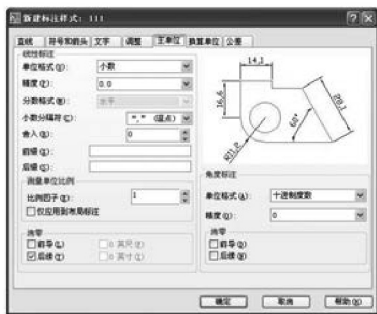 新建标注样式: 111
直线 符号和箭头 文字 调整 主单位 换算单位 公差
线性标注
单位格式(U): 小数
精度(P): 0.0
分数格式(M): 水平
小数分隔符(C): "." (逗点)
舍入(R): 0
前缀(X):
后缀(S):
测量单位比例
比例因子(E): 1
仅应用到布局标注
消零
前导(L) 0 英尺(F)
后续(T) 0 英寸(I)
14,1
16,6
R11,2
60°
28,1
角度标注
单位格式(A): 十进制度数
精度(O): 0
消零
前导(D)
后续(N)
确定 取消 帮助(H)